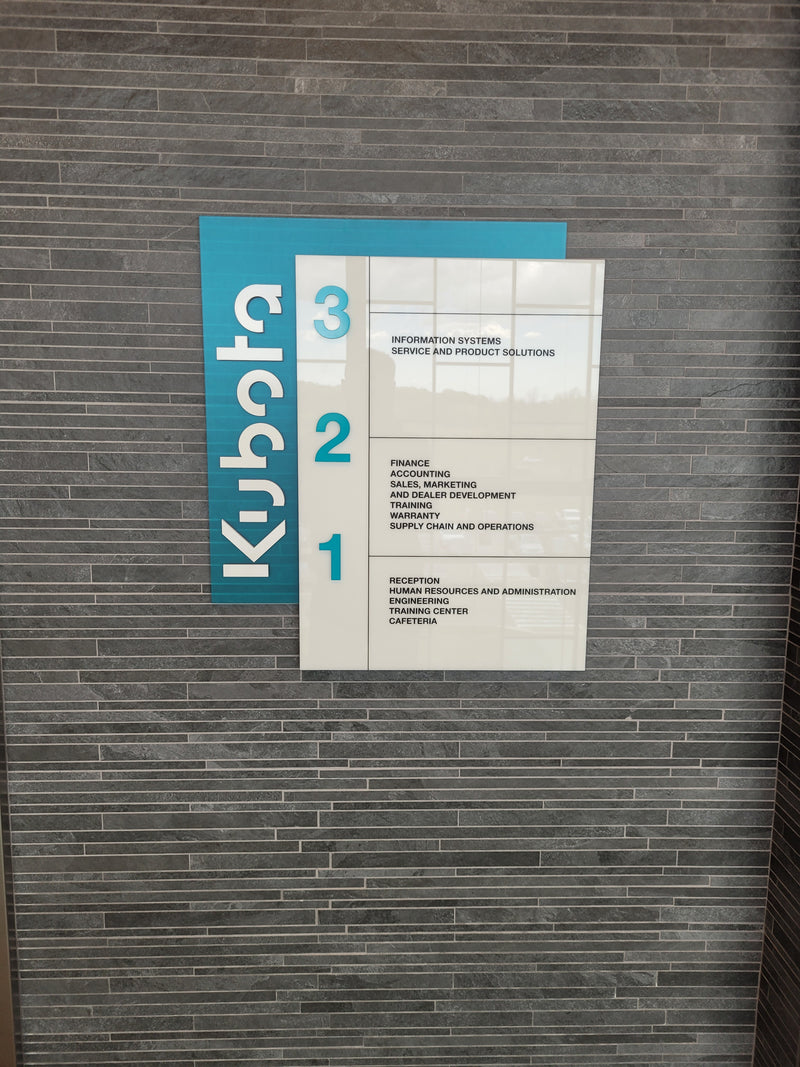 Kubota
3
INFORMATION SYSTEMS
SERVICE AND PRODUCT SOLUTIONS
2
FINANCE
ACCOUNTING
SALES, MARKETING
AND DEALER DEVELOPMENT
TRAINING
WARRANTY
SUPPLY CHAIN AND OPERATIONS
1
RECEPTION
HUMAN RESOURCES AND ADMINISTRATION
ENGINEERING
TRAINING CENTER
CAFETERIA